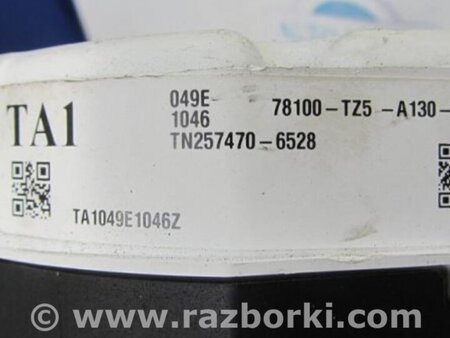 TA1
049E-
1046
78100-TZ5 -A130-
TN257470-6528
TA1049E1046Z
© www.razborki.com